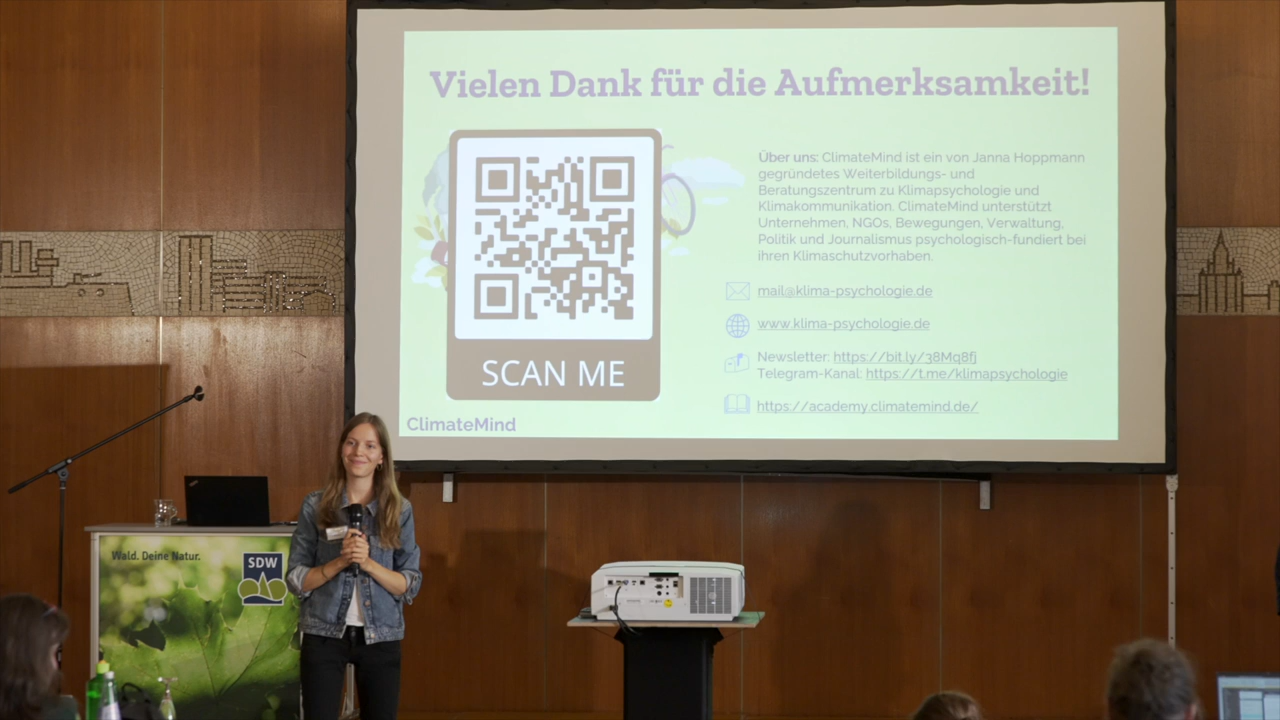 Vielen Dank für die Aufmerksamkeit!
Über uns: ClimateMind ist ein von Janna Hoppmann
gegründetes Weiterbildungs- und
Beratungszentrum zu Klimapsychologie und
Klimakommunikation. ClimateMind unterstützt
Unternehmen, NGOs, Bewegungen, Verwaltung,
Politik und Journalismus psychologisch-fundiert bei
ihren Klimaschutzvorhaben.
mail@klima-psychologie.de
www.klima-psychologie.de
Newsletter: https://bit.ly/38Mq8fj
Telegram-Kanal: https://t.me/klimapsychologie
https://academy.climatemind.de/
SCAN ME
ClimateMind
Wald. Deine Natur.
SDW